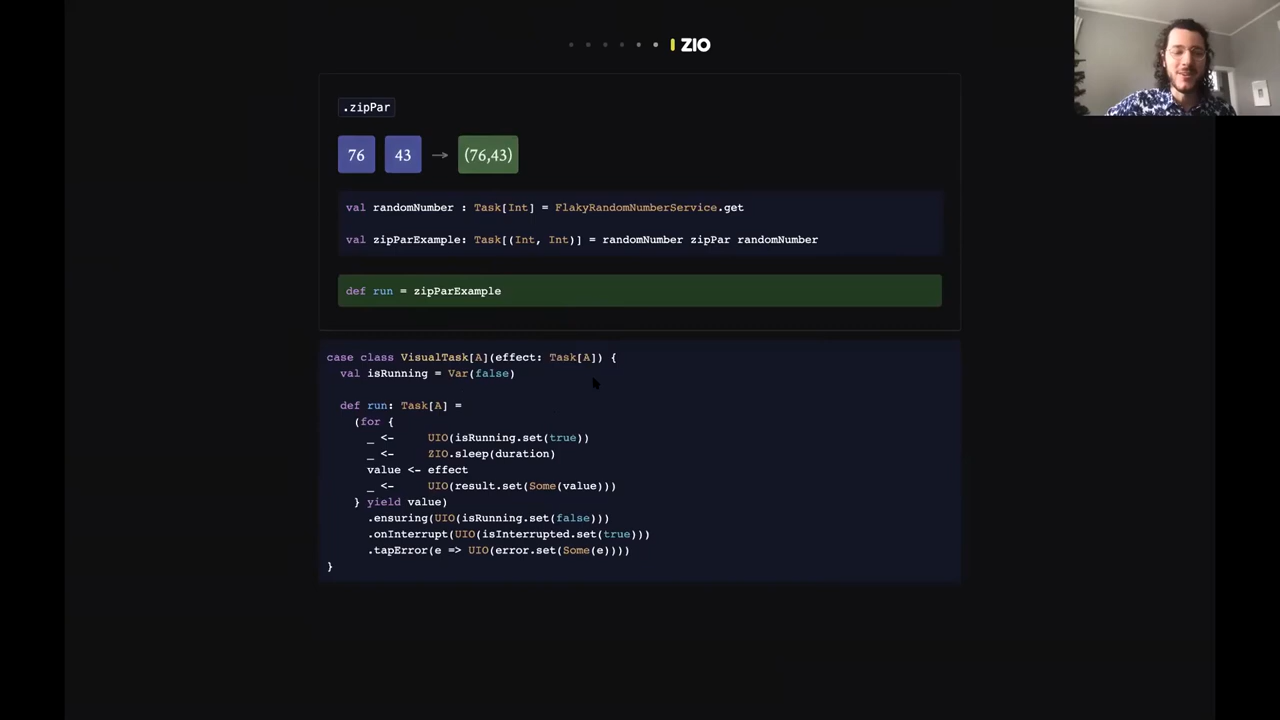 ZIO
.zipPar
76 43 → (76,43)
val randomNumber : Task[Int] = FlakyRandomNumberService.get
val zipParExample: Task[(Int, Int)] = randomNumber zipPar randomNumber
def run = zipParExample
case class VisualTask[A](effect: Task[A]) {
val isRunning = Var(false)
def run: Task[A] =
(for {
_ <- UIO(isRunning.set(true))
_ <- ZIO.sleep(duration)
value <- effect
_ <- UIO(result.set(Some(value)))
} yield value)
.ensuring(UIO(isRunning.set(false)))
.onInterrupt(UIO(isInterrupted.set(true)))
.tapError(e => UIO(error.set(Some(e))))
}